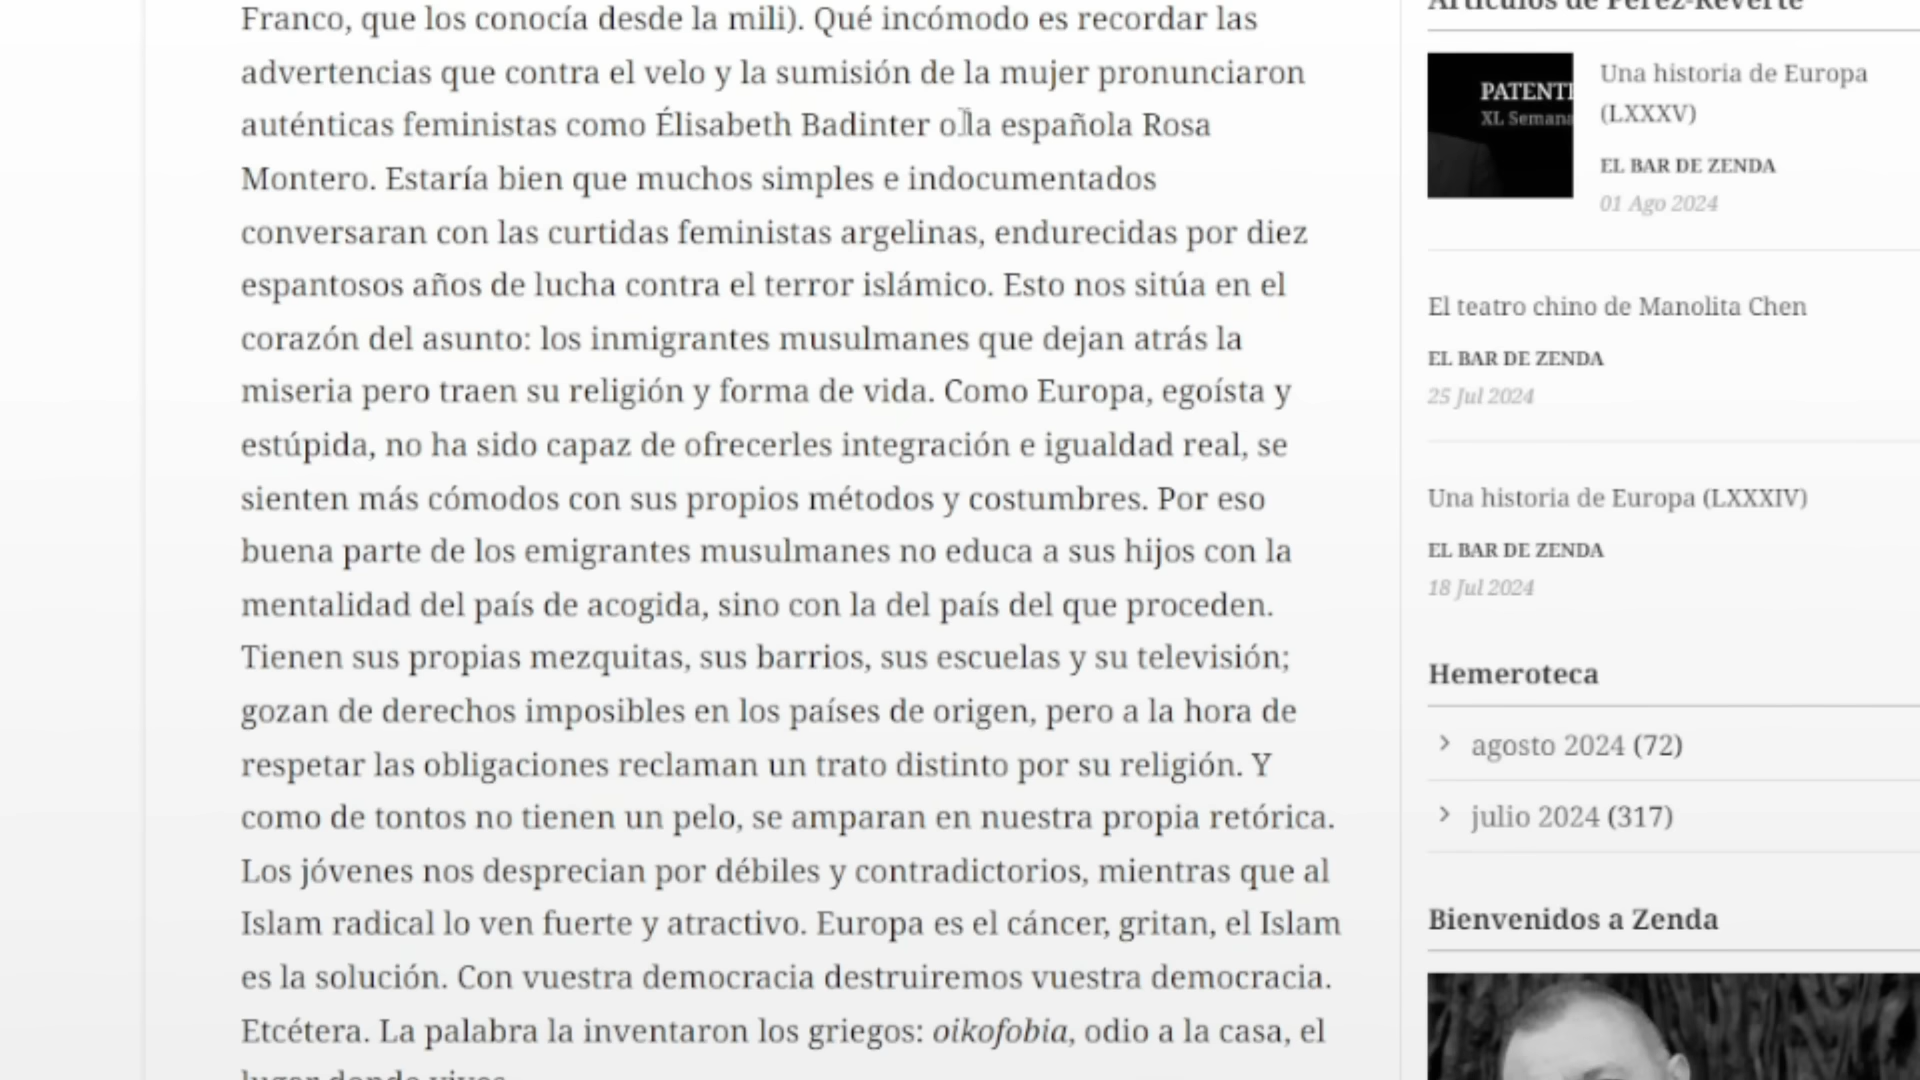 Franco, que los conocía desde la mili). Qué incómodo es recordar las
advertencias que contra el velo y la sumisión de la mujer pronunciaron
auténticas feministas como Élisabeth Badinter o la española Rosa
Montero. Estaría bien que muchos simples e indocumentados
conversaran con las curtidas feministas argelinas, endurecidas por diez
espantosos años de lucha contra el terror islámico. Esto nos sitúa en el
corazón del asunto: los inmigrantes musulmanes que dejan atrás la
miseria pero traen su religión y forma de vida. Como Europa, egoísta y
estúpida, no ha sido capaz de ofrecerles integración e igualdad real, se
sienten más cómodos con sus propios métodos y costumbres. Por eso
buena parte de los emigrantes musulmanes no educa a sus hijos con la
mentalidad del país de acogida, sino con la del país del que proceden.
Tienen sus propias mezquitas, sus barrios, sus escuelas y su televisión;
gozan de derechos imposibles en los países de origen, pero a la hora de
respetar las obligaciones reclaman un trato distinto por su religión. Y
como de tontos no tienen un pelo, se amparan en nuestra propia retórica.
Los jóvenes nos desprecian por débiles y contradictorios, mientras que al
Islam radical lo ven fuerte y atractivo. Europa es el cáncer, gritan, el Islam
es la solución. Con vuestra democracia destruiremos vuestra democracia.
Etcétera. La palabra la inventaron los griegos: oikofobia, odio a la casa, el
lugar donde vives.
Artículos de Pérez-Reverte
PATENTE
XL Semana
Una historia de Europa
(LXXXV)
EL BAR DE ZENDA
01 Ago 2024
El teatro chino de Manolita Chen
EL BAR DE ZENDA
25 Jul 2024
Una historia de Europa (LXXXIV)
EL BAR DE ZENDA
18 Jul 2024
Hemeroteca
agosto 2024 (72)
julio 2024 (317)
Bienvenidos a Zenda